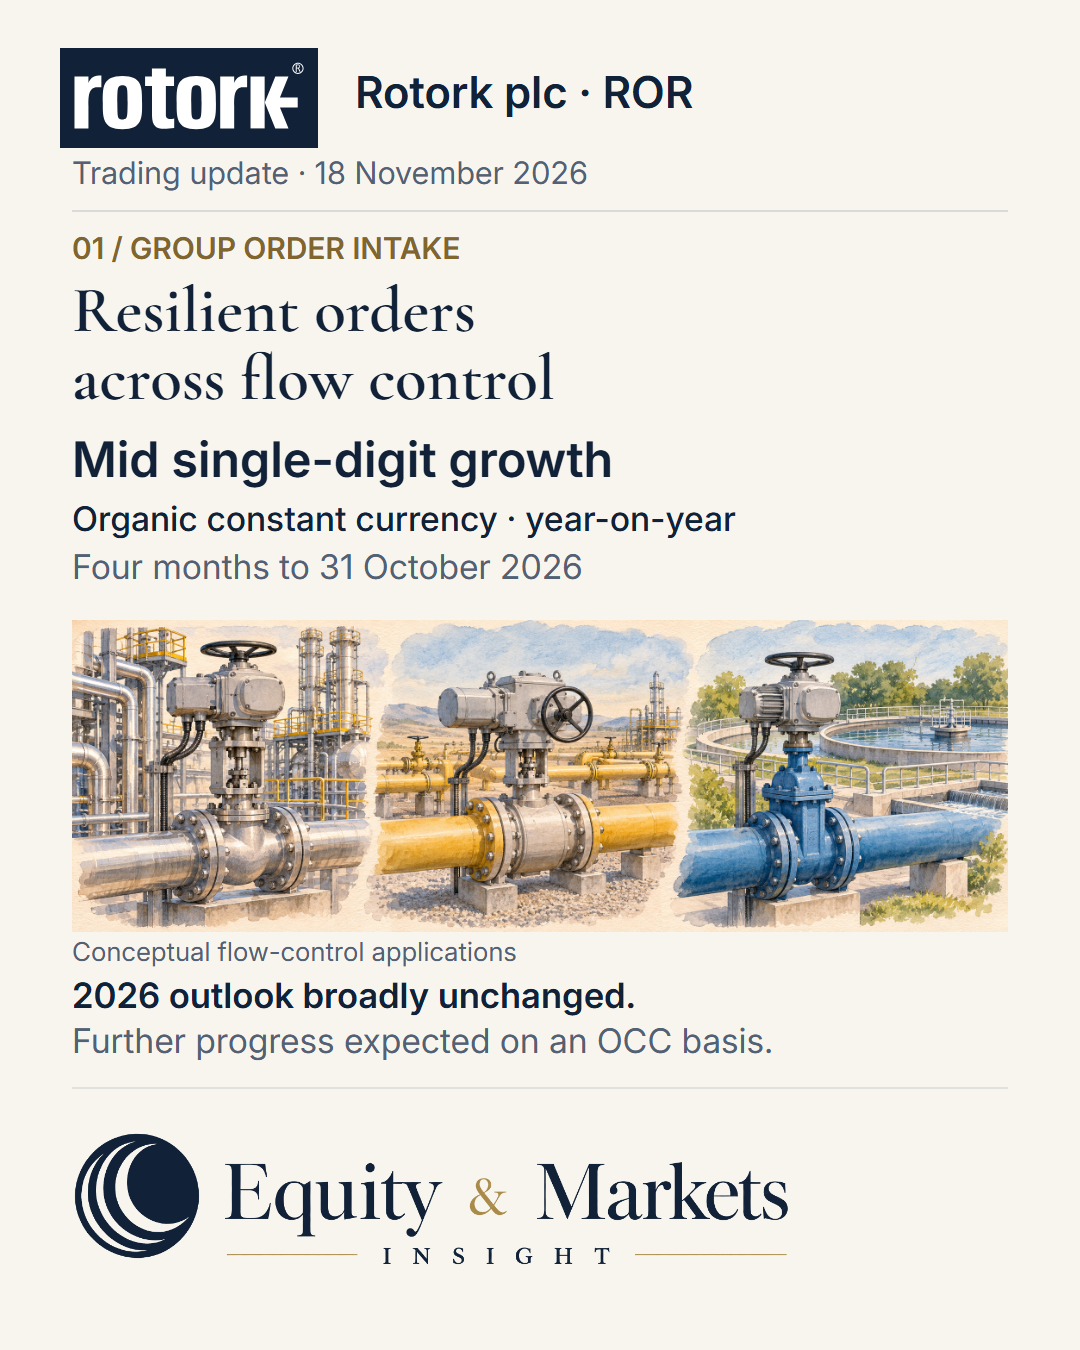 rotork®
Rotork plc · ROR
Trading update · 18 November 2026
01 / GROUP ORDER INTAKE
Resilient orders
across flow control
Mid single-digit growth
Organic constant currency · year-on-year
Four months to 31 October 2026
Conceptual flow-control applications
2026 outlook broadly unchanged.
Further progress expected on an OCC basis.
Equity & Markets
INSIGHT